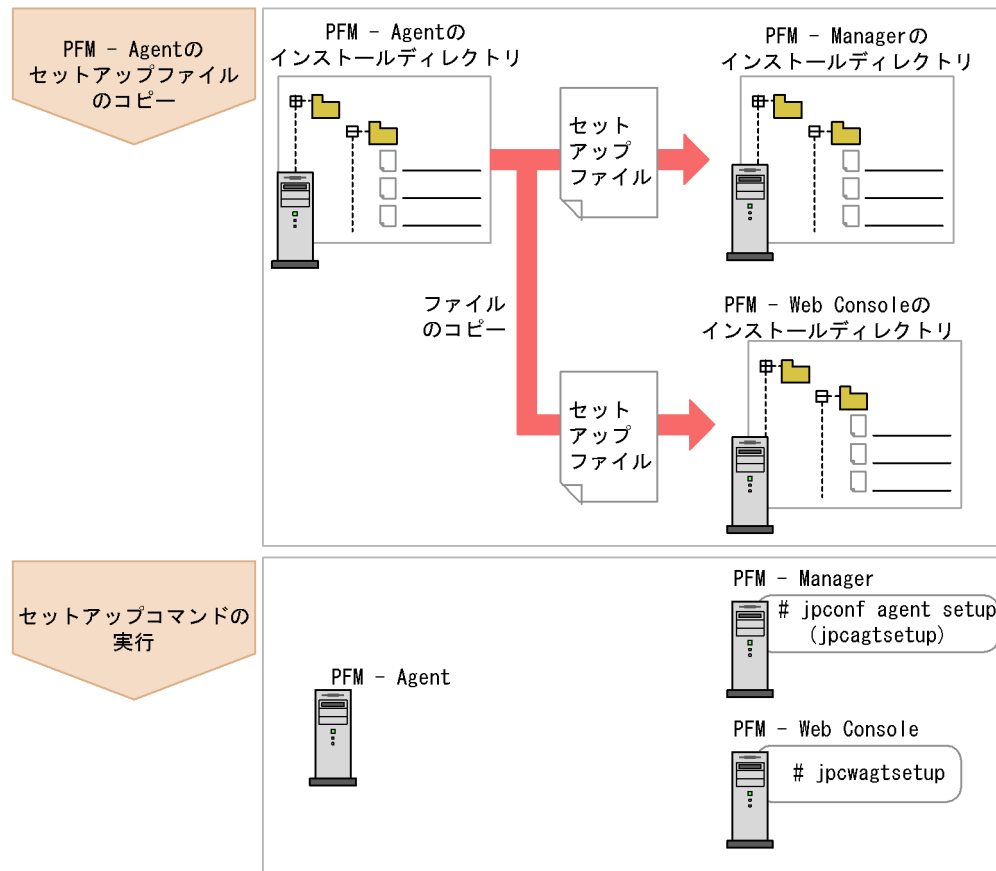 PFM - Agentの
セットアップファイル
のコピー
PFM - Agentの
インストールディレクトリ
PFM - Managerの
インストールディレクトリ
セット
アップ
ファイル
ファイル
のコピー
PFM - Web Consoleの
インストールディレクトリ
セット
アップ
ファイル
セットアップコマンドの
実行
PFM - Agent
PFM - Manager
# jpconf agent setup
(jpcagtsetup)
PFM - Web Console
# jpcwagtsetup